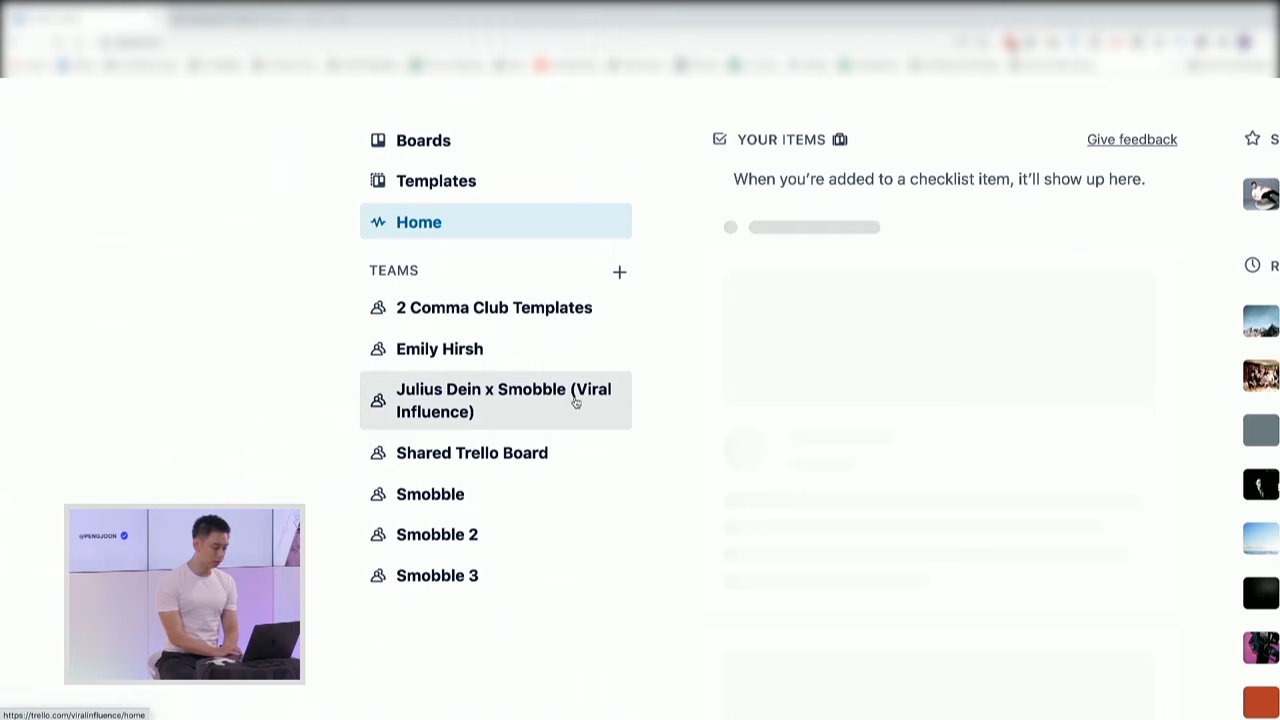 Boards
Templates
Home
TEAMS
2 Comma Club Templates
Emily Hirsh
Julius Dein x Smobble (Viral
Influence)
Shared Trello Board
Smobble
Smobble 2
Smobble 3
YOUR ITEMS
Give feedback
When you’re added to a checklist item, it’ll show up here.
S
R
@PENGJOON
https://trello.com/viralinfluence/home